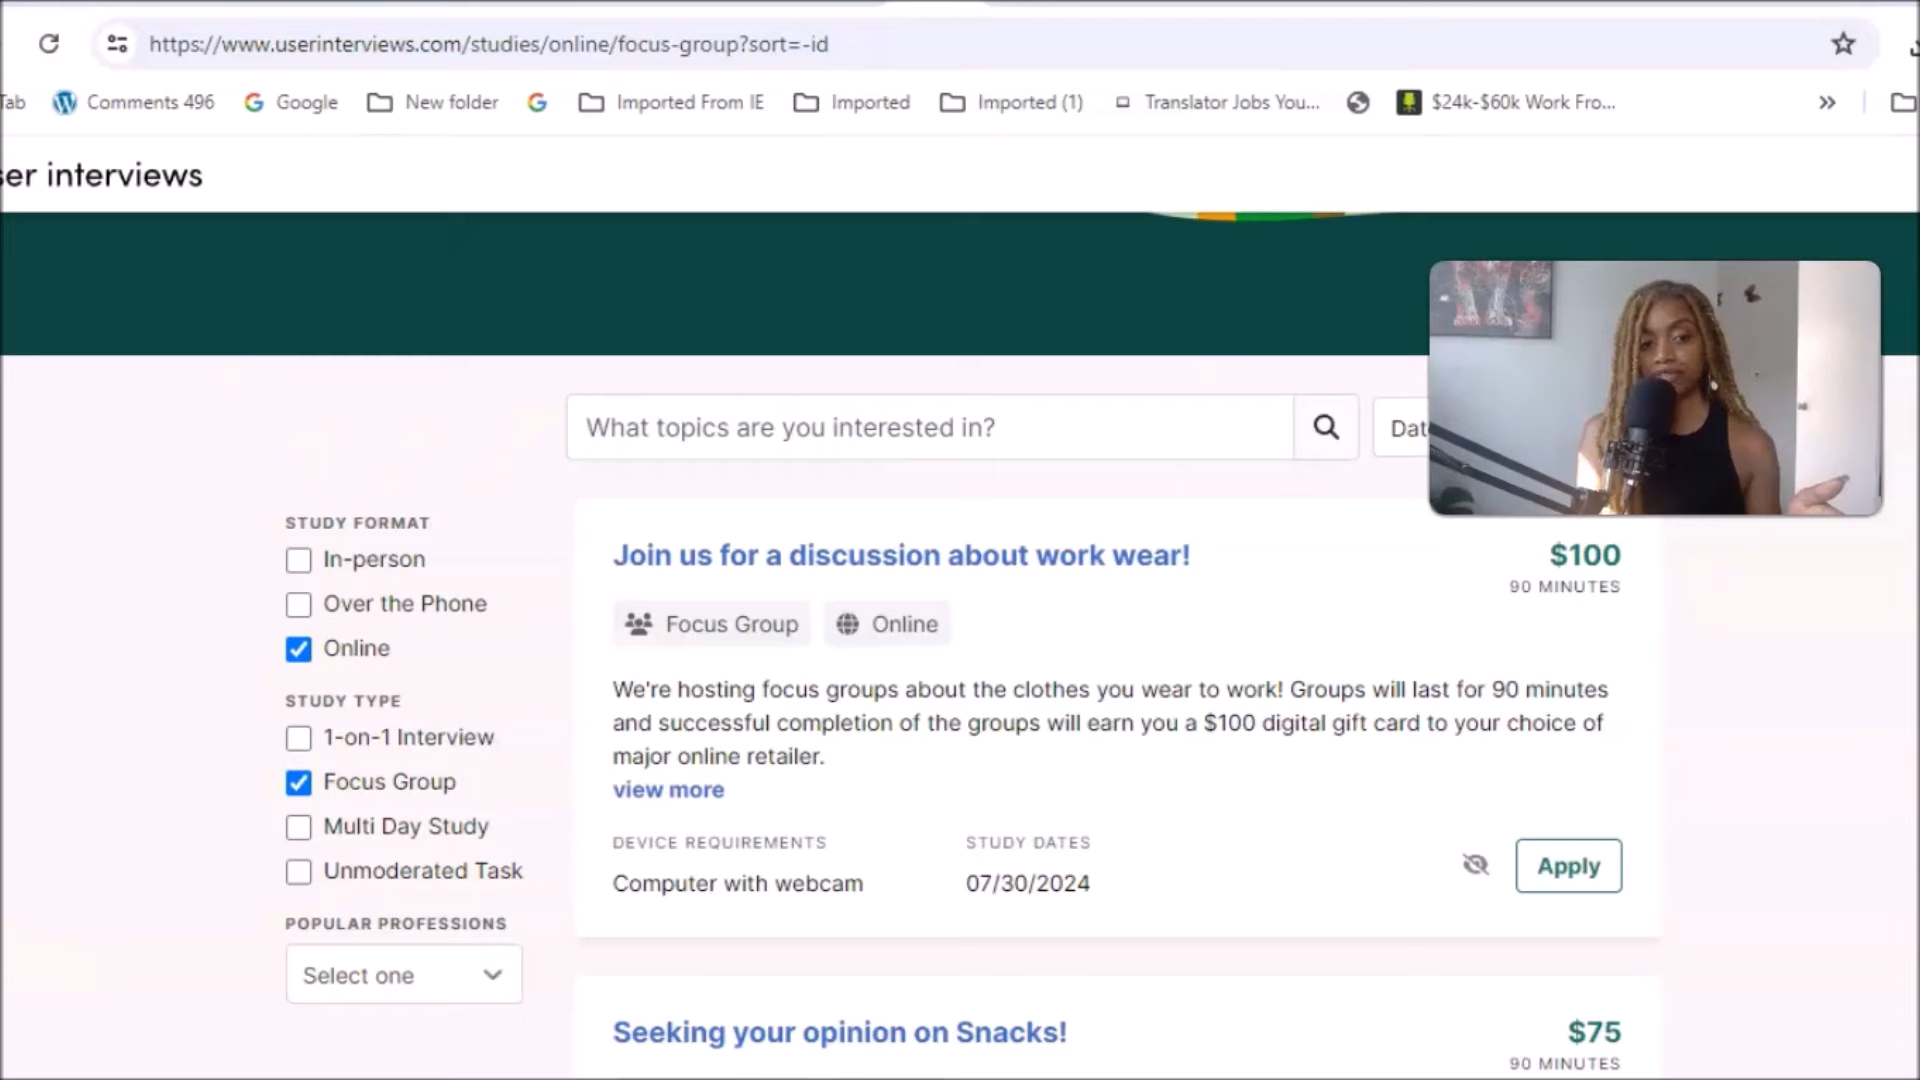 https://www.userinterviews.com/studies/online/focus-group?sort=-id
Tab Comments 496 Google New folder Imported From IE Imported Imported (1) Translator Jobs You... $24k-$60k Work Fro...
ser interviews
What topics are you interested in?
Dat
STUDY FORMAT
In-person
Over the Phone
Online
STUDY TYPE
1-on-1 Interview
Focus Group
Multi Day Study
Unmoderated Task
POPULAR PROFESSIONS
Select one
Join us for a discussion about work wear!
$100
90 MINUTES
Focus Group Online
We're hosting focus groups about the clothes you wear to work! Groups will last for 90 minutes
and successful completion of the groups will earn you a $100 digital gift card to your choice of
major online retailer.
view more
DEVICE REQUIREMENTS STUDY DATES
Computer with webcam 07/30/2024
Apply
Seeking your opinion on Snacks!
$75
90 MINUTES